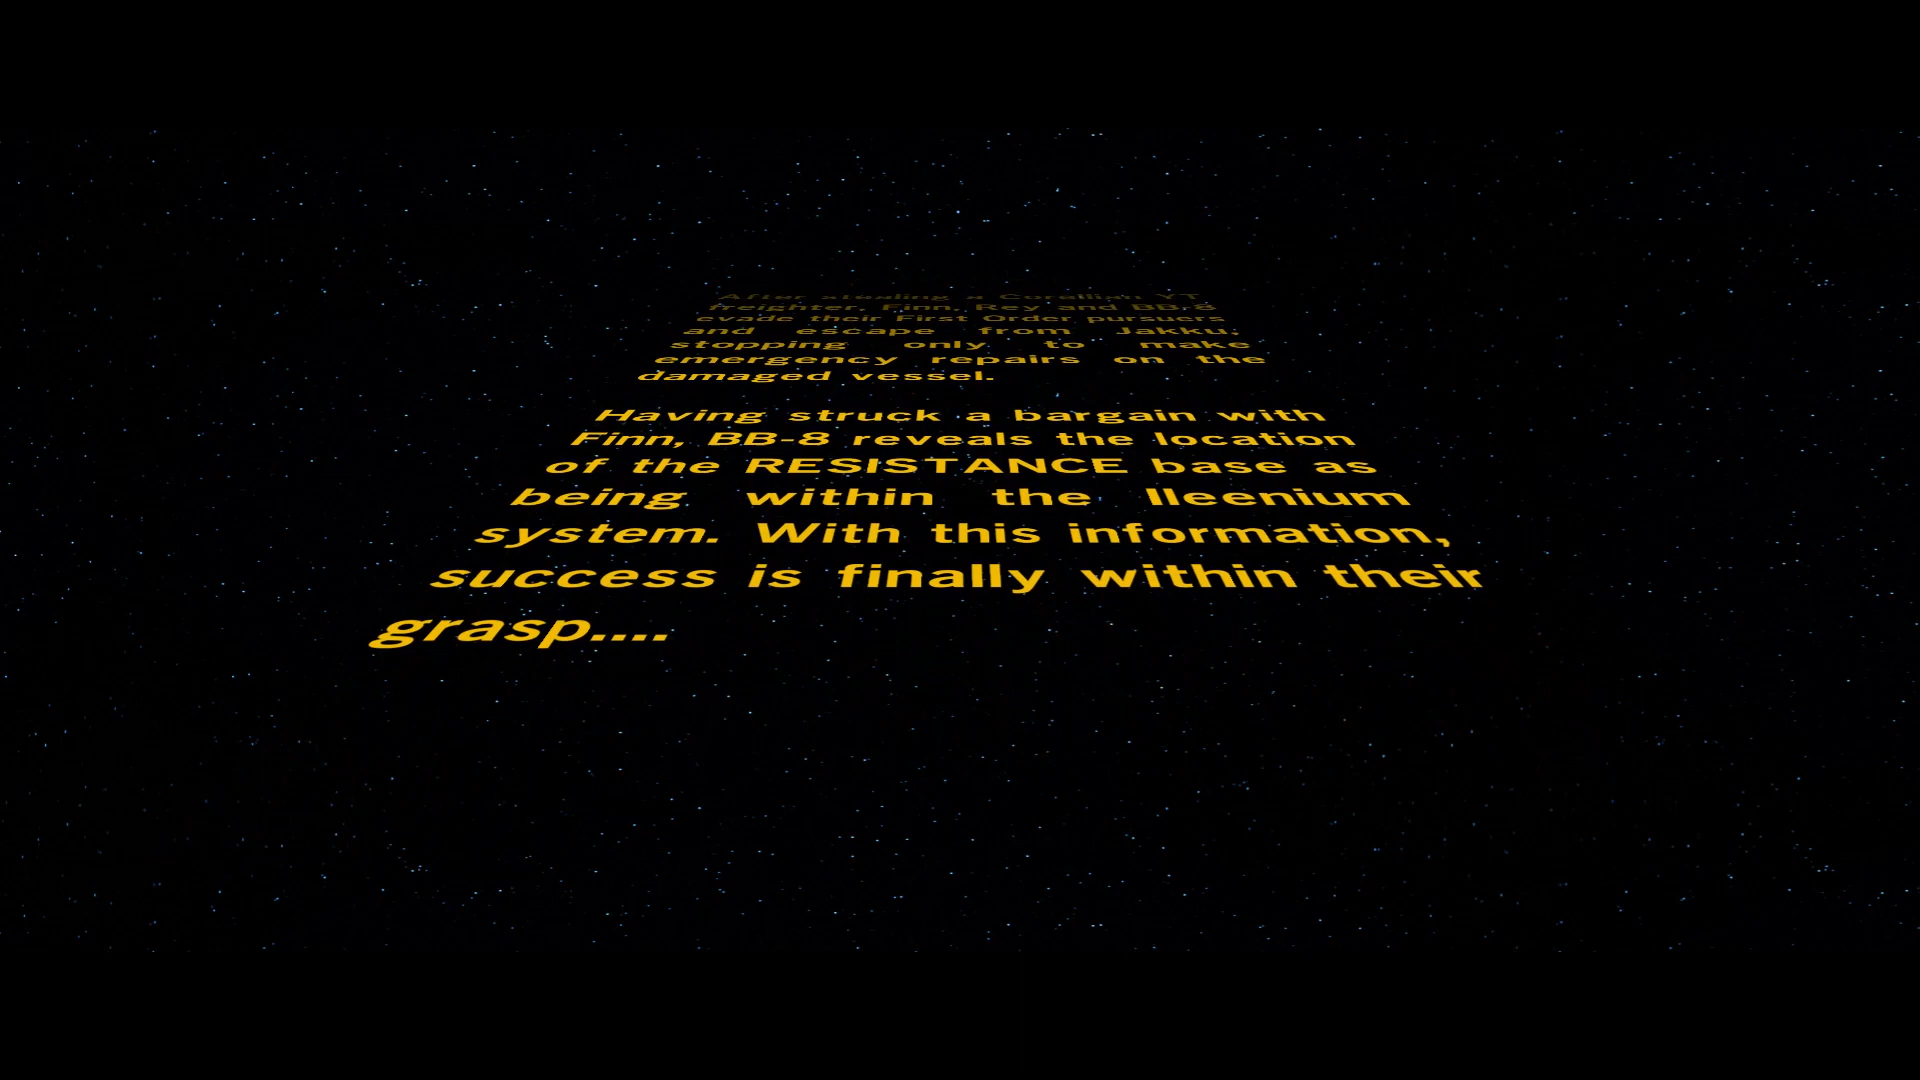 After stealing a Corellian YT
freighter, Finn, Rey and BB-8
evade their First Order pursuers
and escape from Jakku,
stopping only to make
emergency repairs on the
damaged vessel.
Having struck a bargain with
Finn, BB-8 reveals the location
of the RESISTANCE base as
being within the Ileenium
system. With this information,
success is finally within their
grasp....